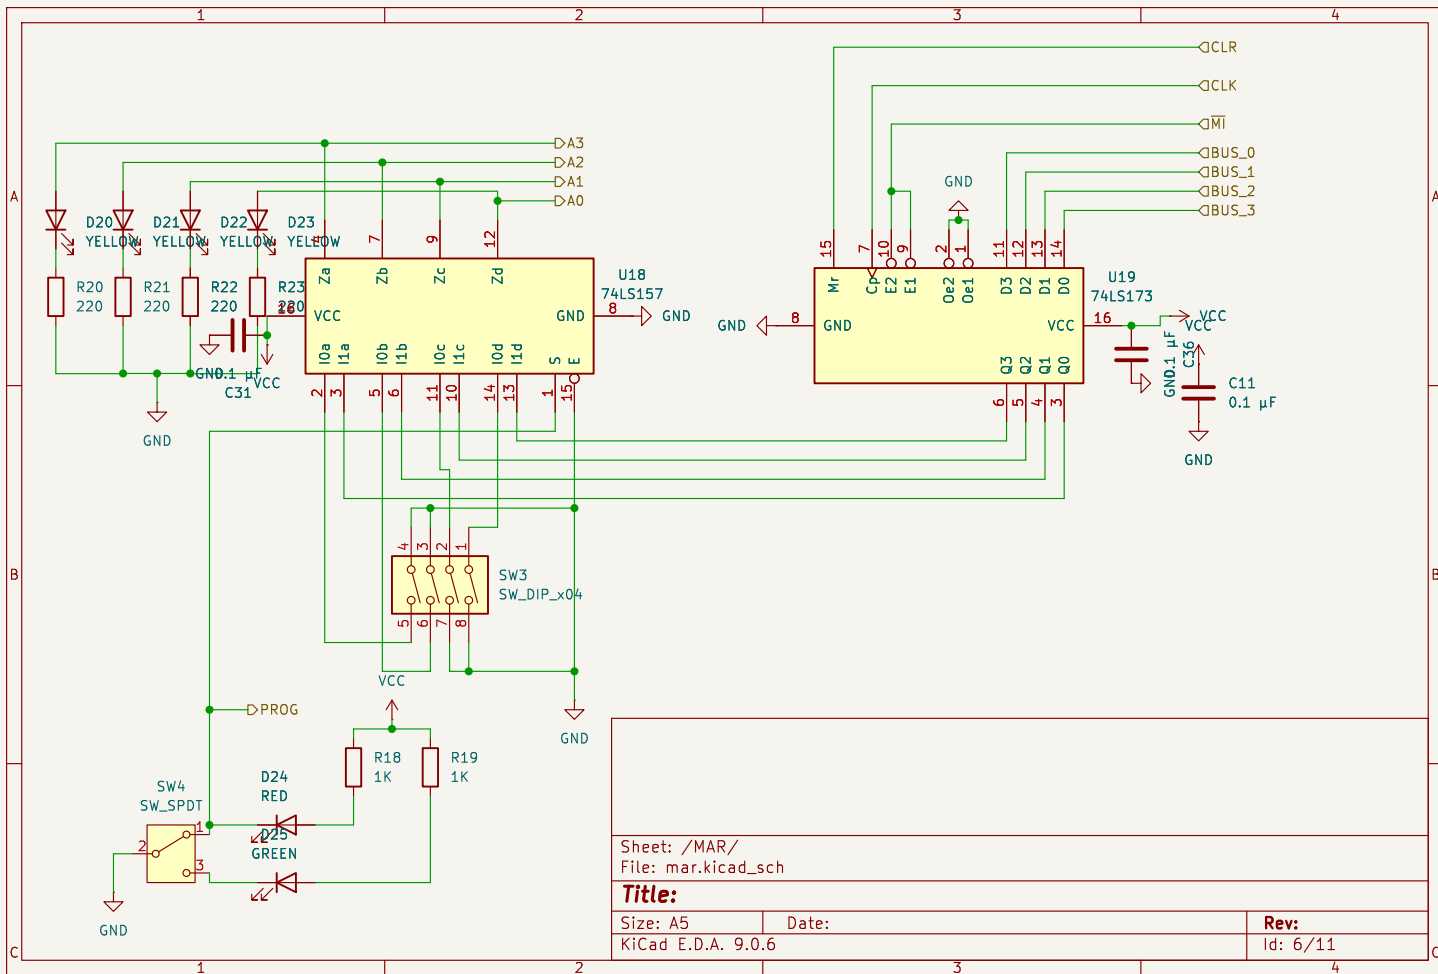 1 2 3 4
CLR
CLK
MI
BUS_0
BUS_1
BUS_2
BUS_3
A3
A2
A1
A0
A A
D20
YELLOW
D21
YELLOW
D22
YELLOW
D23
YELLOW
R20
220
R21
220
R22
220
R23
220
4 7 9 12
Za Zb Zc Zd
U18
74LS157
16 VCC
GND 8 GND
I0a I1a I0b I1b I0c I1c I0d I1d S E
2 3 5 6 11 10 14 13 1 15
GND
0.1 µF
C31
VCC
GND
GND
15 7 10 9 2 1 11 12 13 14
Mr Cp E2 E1 Oe2 Oe1 D3 D2 D1 D0
U19
74LS173
GND 8 GND
VCC 16
VCC
VCC
Q3 Q2 Q1 Q0
6 5 4 3
GND
0.1 µF
C36
C11
0.1 µF
GND
B B
4 3 2 1
SW3
SW_DIP_x04
5 6 7 8
VCC
GND
PROG
R18
1K
R19
1K
D24
RED
SW4
SW_SPDT
1
2
3
D25
GREEN
GND
Sheet: /MAR/
File: mar.kicad_sch
Title:
Size: A5 Date: Rev:
KiCad E.D.A. 9.0.6 Id: 6/11
C C
1 2 3 4